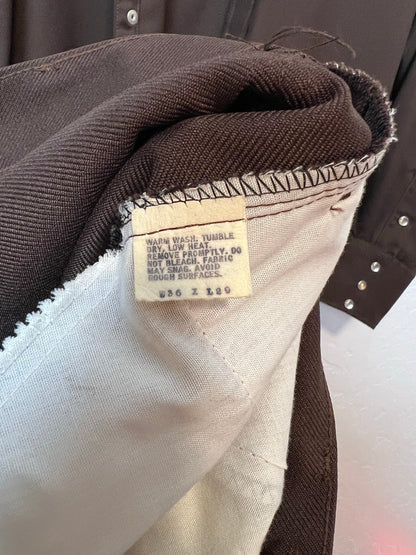 WARM WASH, TUMBLE
DRY, LOW HEAT.
REMOVE PROMPTLY. DO
NOT BLEACH. FABRIC
MAY SNAG. AVOID
ROUGH SURFACES.
W36 X L29